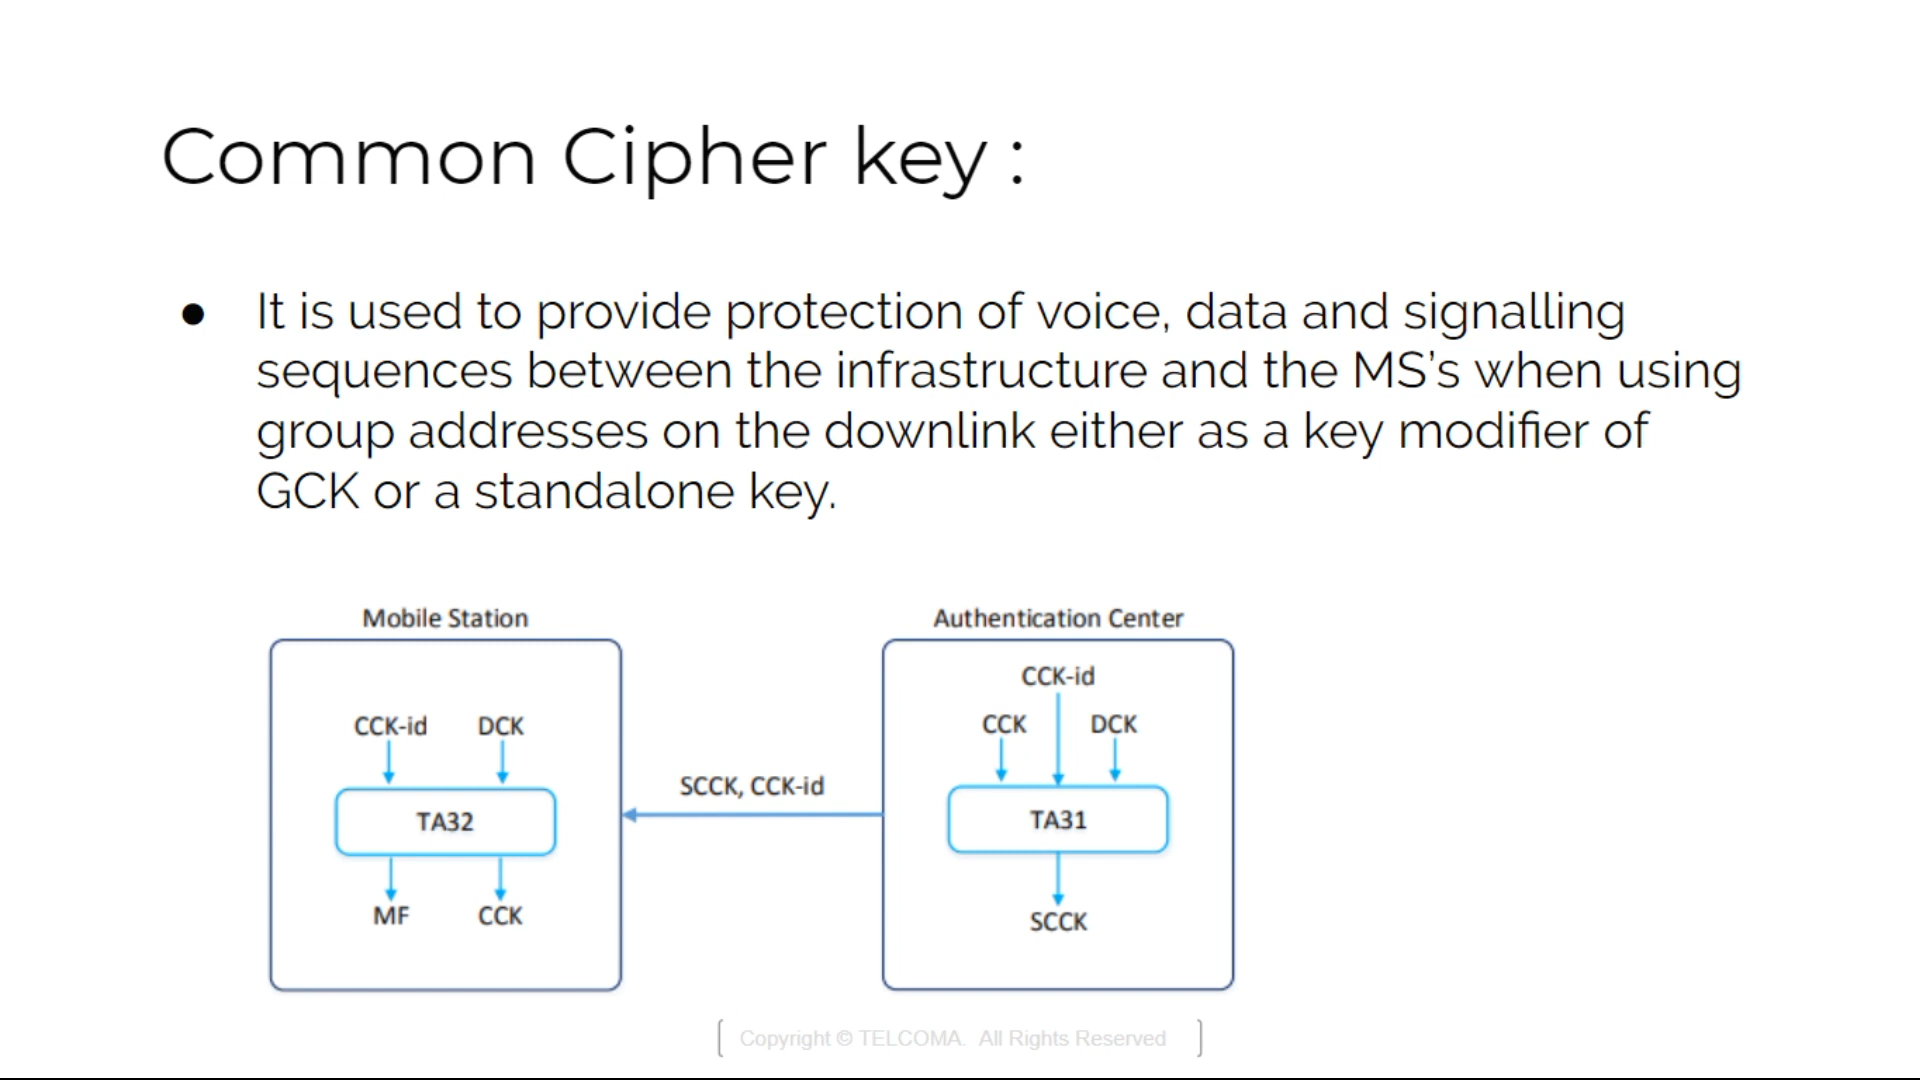 Common Cipher key :
● It is used to provide protection of voice, data and signalling
sequences between the infrastructure and the MS’s when using
group addresses on the downlink either as a key modifier of
GCK or a standalone key.
Mobile Station
CCK-id DCK
TA32
MF CCK
SCCK, CCK-id
Authentication Center
CCK-id
CCK DCK
TA31
SCCK
[ Copyright © TELCOMA. All Rights Reserved ]